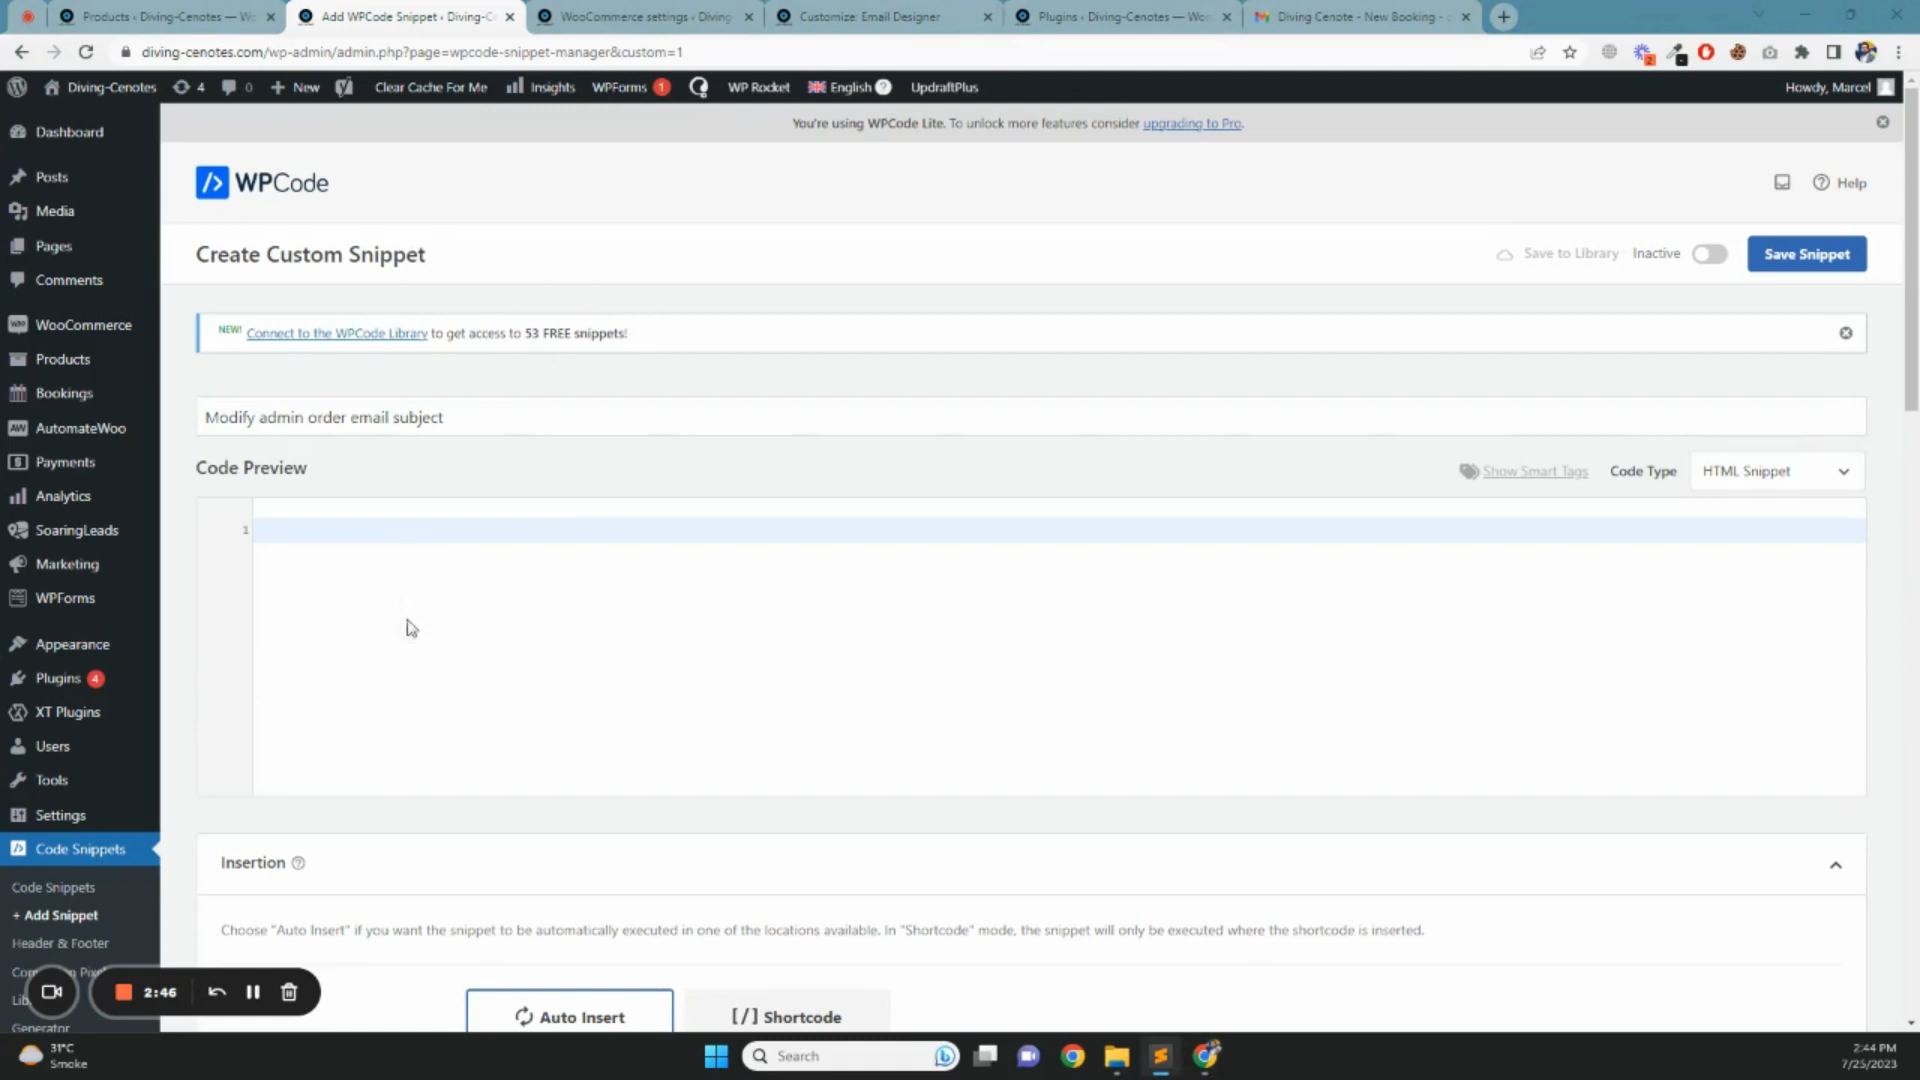 Products ‹ Diving-Cenotes — Wo
Add WPCode Snippet ‹ Diving-C
WooCommerce settings ‹ Diving
Customize: Email Designer
Plugins ‹ Diving-Cenotes — Wor
Diving Cenote - New Booking -
diving-cenotes.com/wp-admin/admin.php?page=wpcode-snippet-manager&custom=1
2
Diving-Cenotes
4
0
New
Clear Cache For Me
Insights
WPForms 1
WP Rocket
English
UpdraftPlus
Howdy, Marcel
You're using WPCode Lite. To unlock more features consider upgrading to Pro.
Dashboard
Posts
Media
Pages
Comments
WooCommerce
Products
Bookings
AutomateWoo
Payments
Analytics
SoaringLeads
Marketing
WPForms
Appearance
Plugins 4
XT Plugins
Users
Tools
Settings
Code Snippets
Code Snippets
+ Add Snippet
Header & Footer
Generator
WPCode
Help
Create Custom Snippet
Save to Library
Inactive
Save Snippet
NEW! Connect to the WPCode Library to get access to 53 FREE snippets!
Modify admin order email subject
Code Preview
Show Smart Tags
Code Type
HTML Snippet
1
Insertion
Choose "Auto Insert" if you want the snippet to be automatically executed in one of the locations available. In "Shortcode" mode, the snippet will only be executed where the shortcode is inserted.
Auto Insert
[/] Shortcode
2:46
31°C
Smoke
Search
2:44 PM
7/25/2023